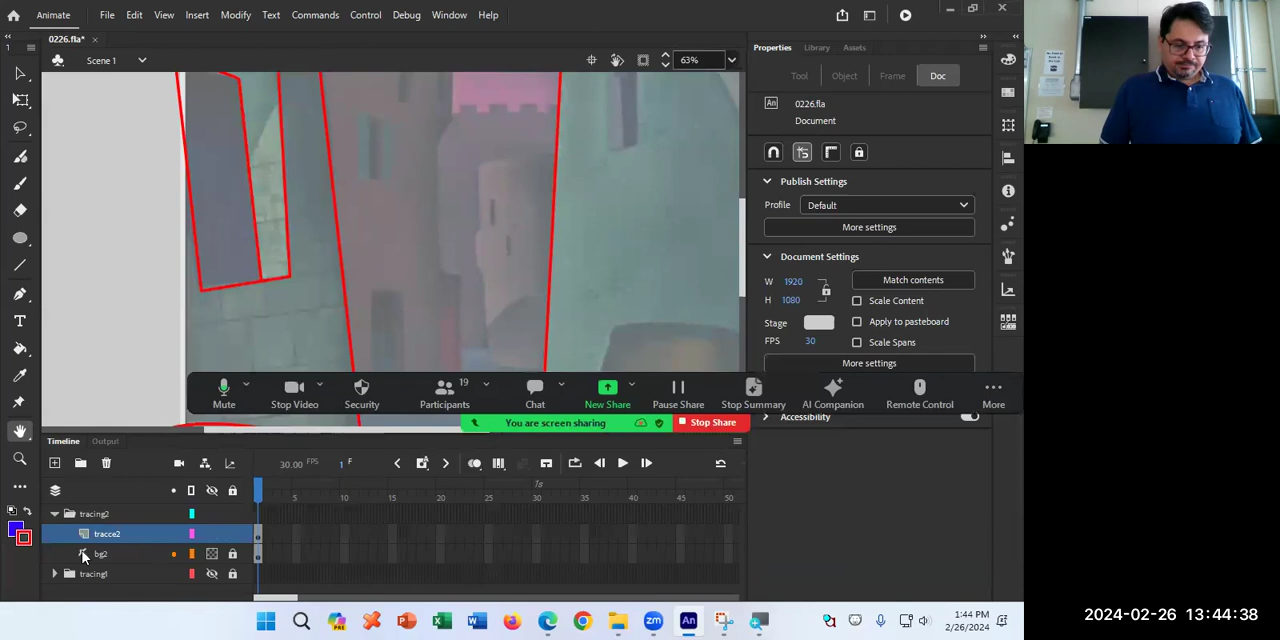 Animate
File Edit View Insert Modify Text Commands Control Debug Window Help
0226.fla*
Scene 1
63%
Properties Library Assets
Tool Object Frame Doc
An 0226.fla
Document
Publish Settings
Profile Default
More settings
Document Settings
W 1920
Match contents
H 1080
Scale Content
Stage
Apply to pasteboard
FPS 30
Scale Spans
More settings
Accessibility
19
Mute Stop Video Security Participants Chat New Share Pause Share Stop Summary AI Companion Remote Control More
You are screen sharing Stop Share
Timeline Output
30.00 FPS 1 F
1s
5 10 15 20 25 30 35 40 45 50
tracing2
tracce2
bg2
tracing1
1:44 PM
2/26/2024
2024-02-26 13:44:38